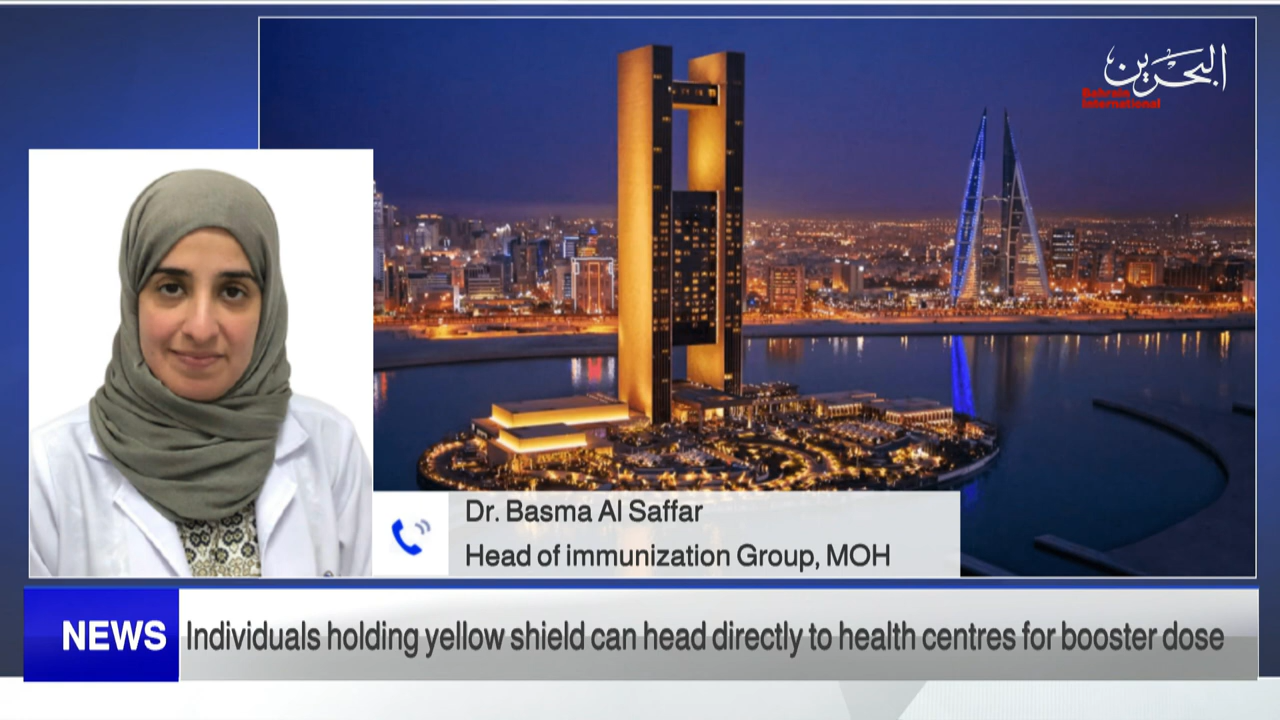 البحرين
Bahrain
International
Dr. Basma Al Saffar
Head of immunization Group, MOH
NEWS
Individuals holding yellow shield can head directly to health centres for booster dose